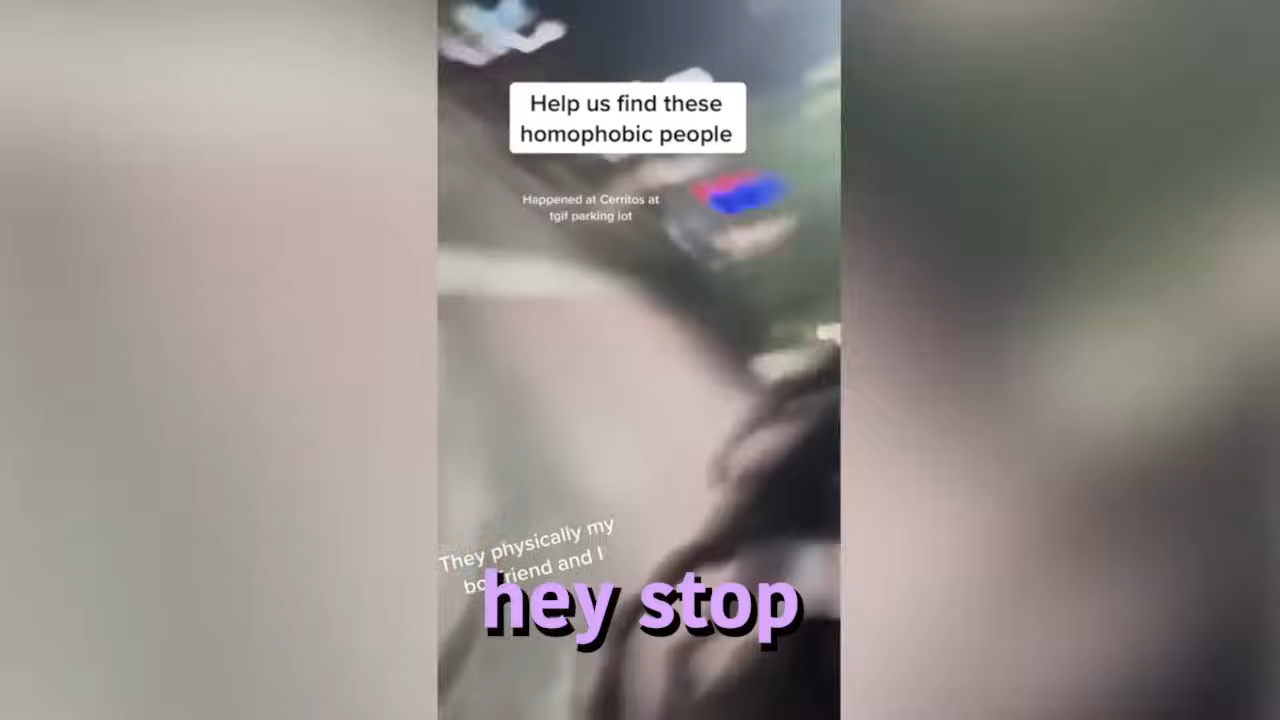 Help us find these
homophobic people
Happened at Cerritos at
tgif parking lot
They physically my
boyfriend and I
hey stop